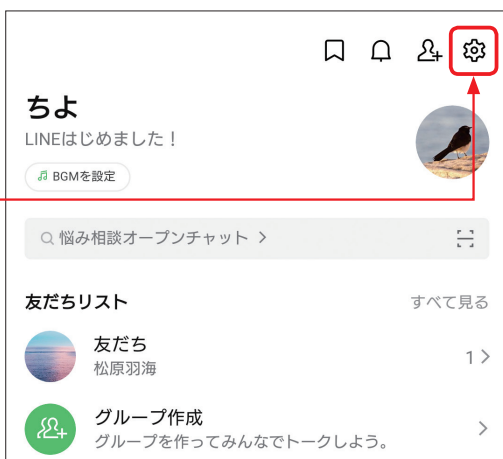 ちよ
LINEはじめました！
BGMを設定
悩み相談オープンチャット >
友だちリスト すべて見る
友だち
松原羽海
1 >
グループ作成
グループを作ってみんなでトークしよう。